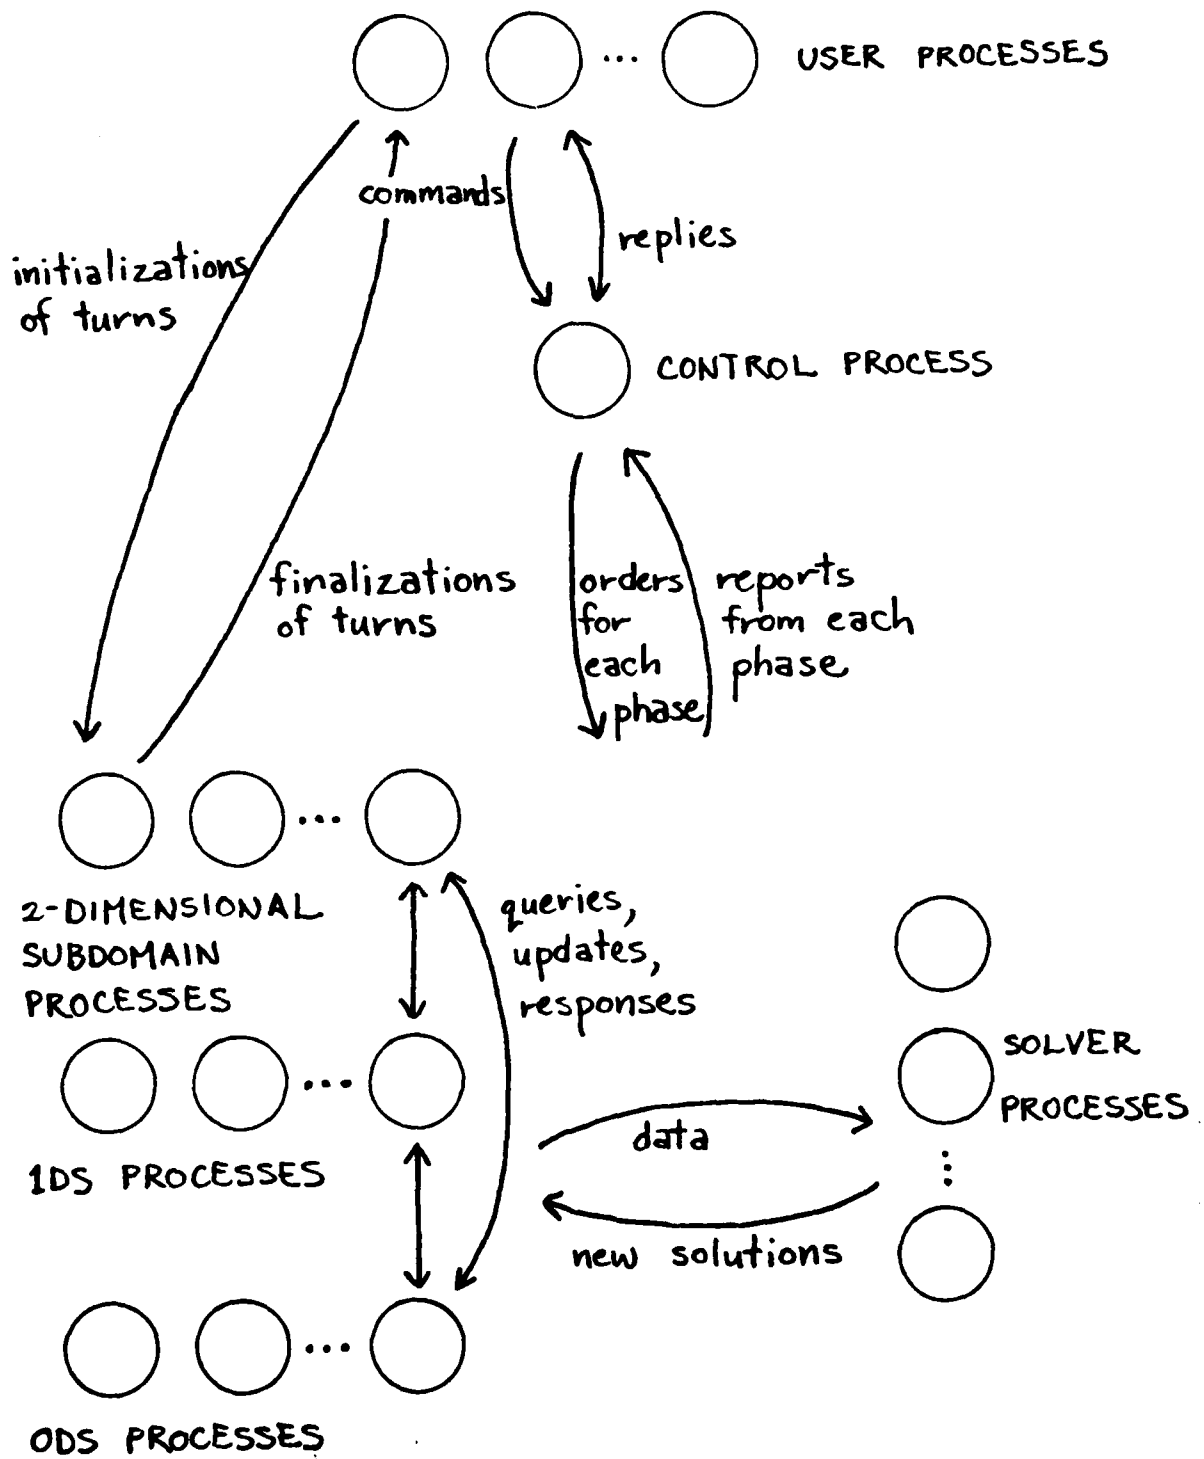 USER PROCESSES
commands
replies
initializations
of turns
CONTROL PROCESS
finalizations
of turns
orders
for
each
phase
reports
from each
phase
2-DIMENSIONAL
SUBDOMAIN
PROCESSES
queries,
updates,
responses
SOLVER
PROCESSES
data
new solutions
1DS PROCESSES
0DS PROCESSES